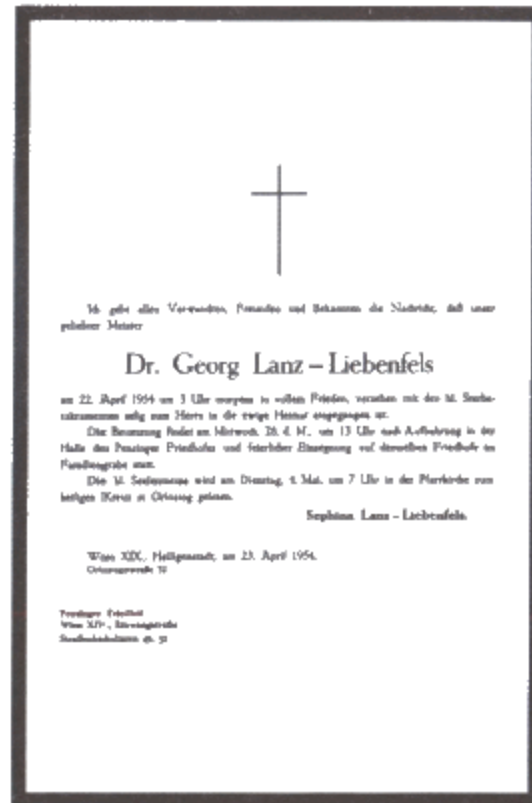 Ich gebe allen Verwandten, Freunden und Bekannten die Nachricht, daß unser
geliebter Meister
Dr. Georg Lanz – Liebenfels
am 22. April 1954 um 3 Uhr morgens in vollem Frieden, versehen mit den hl. Sterbe-
sakramenten selig zum Herrn in die ewige Heimat eingegangen ist.
Die Beisetzung findet am Mittwoch, 28. d. M., um 13 Uhr nach Aufbahrung in der
Halle des Penzinger Friedhofes und feierlicher Einsegnung auf demselben Friedhofe im
Familiengrabe statt.
Die hl. Seelenmesse wird am Dienstag, 4. Mai, um 7 Uhr in der Pfarrkirche zum
heiligen in Grinzing gelesen.
Lanz – Liebenfels.
Wien XIX., Heiligenstadt, am 23. April 1954.
Penzinger Friedhof
Wien XIV.,